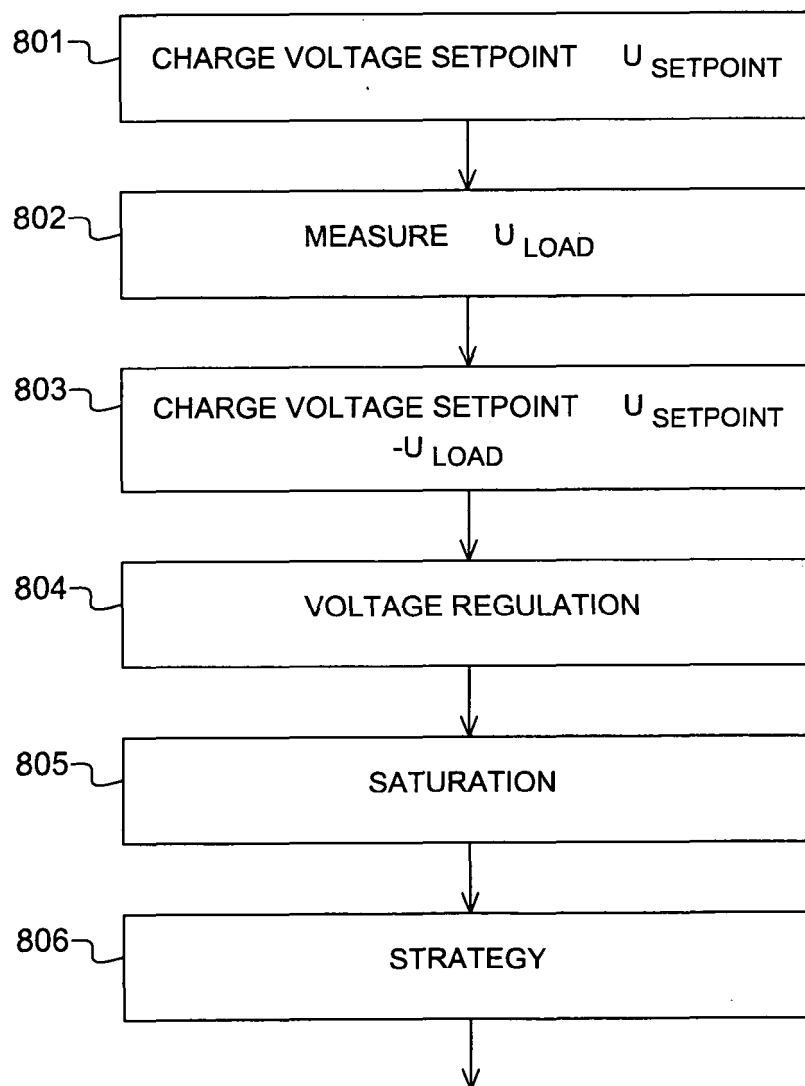 801 CHARGE VOLTAGE SETPOINT U SETPOINT
802 MEASURE U LOAD
803 CHARGE VOLTAGE SETPOINT U SETPOINT
-U LOAD
804 VOLTAGE REGULATION
805 SATURATION
806 STRATEGY